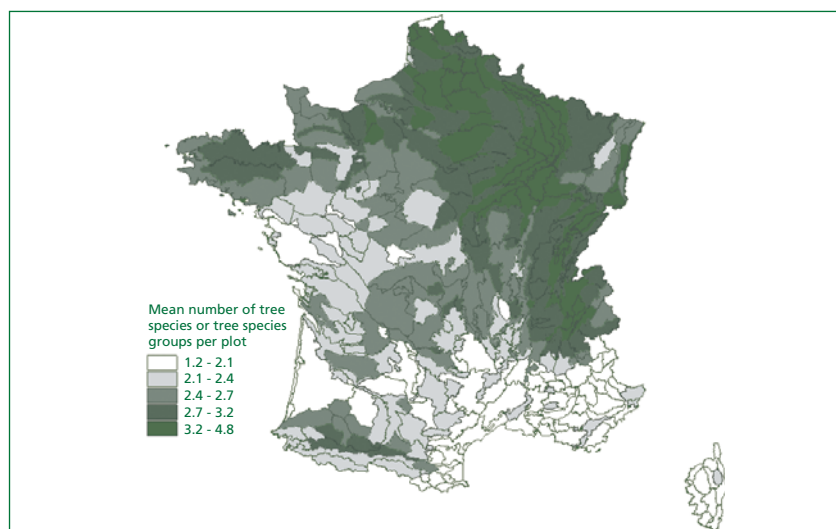 Mean number of tree
species or tree species
groups per plot
1.2 - 2.1
2.1 - 2.4
2.4 - 2.7
2.7 - 3.2
3.2 - 4.8